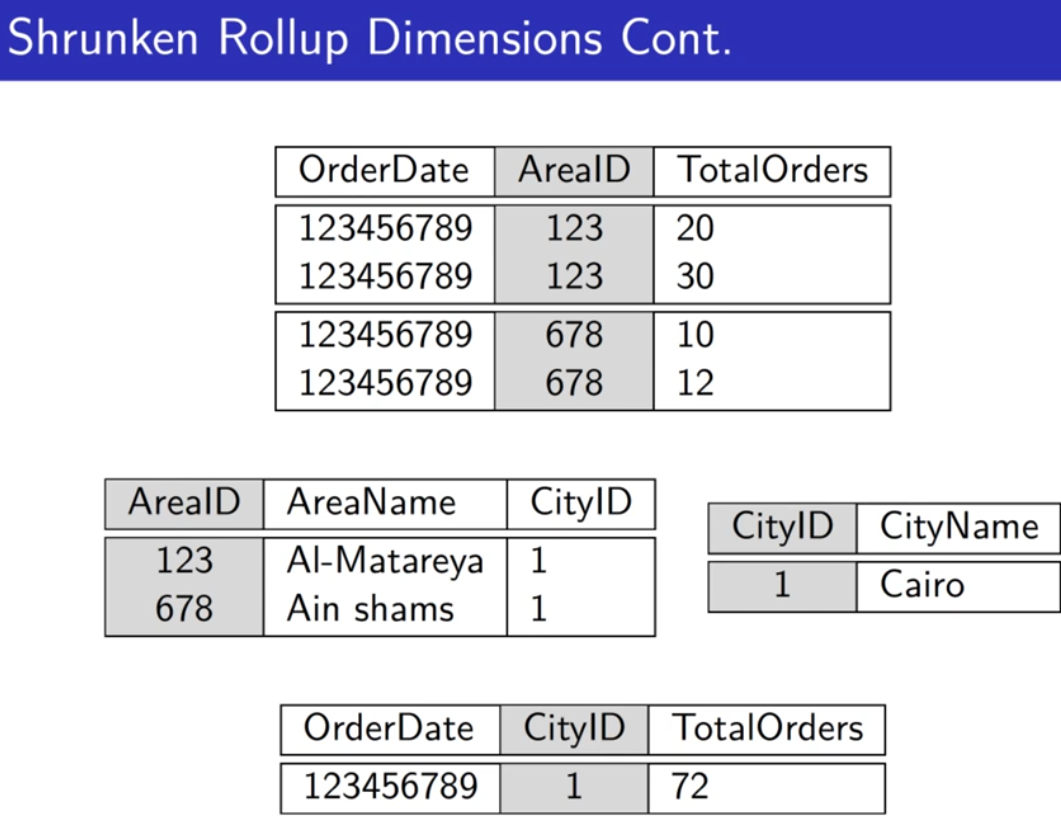 Shrunken Rollup Dimensions Cont.
OrderDate AreaID TotalOrders
123456789 123 20
123456789 123 30
123456789 678 10
123456789 678 12
AreaID AreaName CityID
123 Al-Matareya 1
678 Ain shams 1
CityID CityName
1 Cairo
OrderDate CityID TotalOrders
123456789 1 72